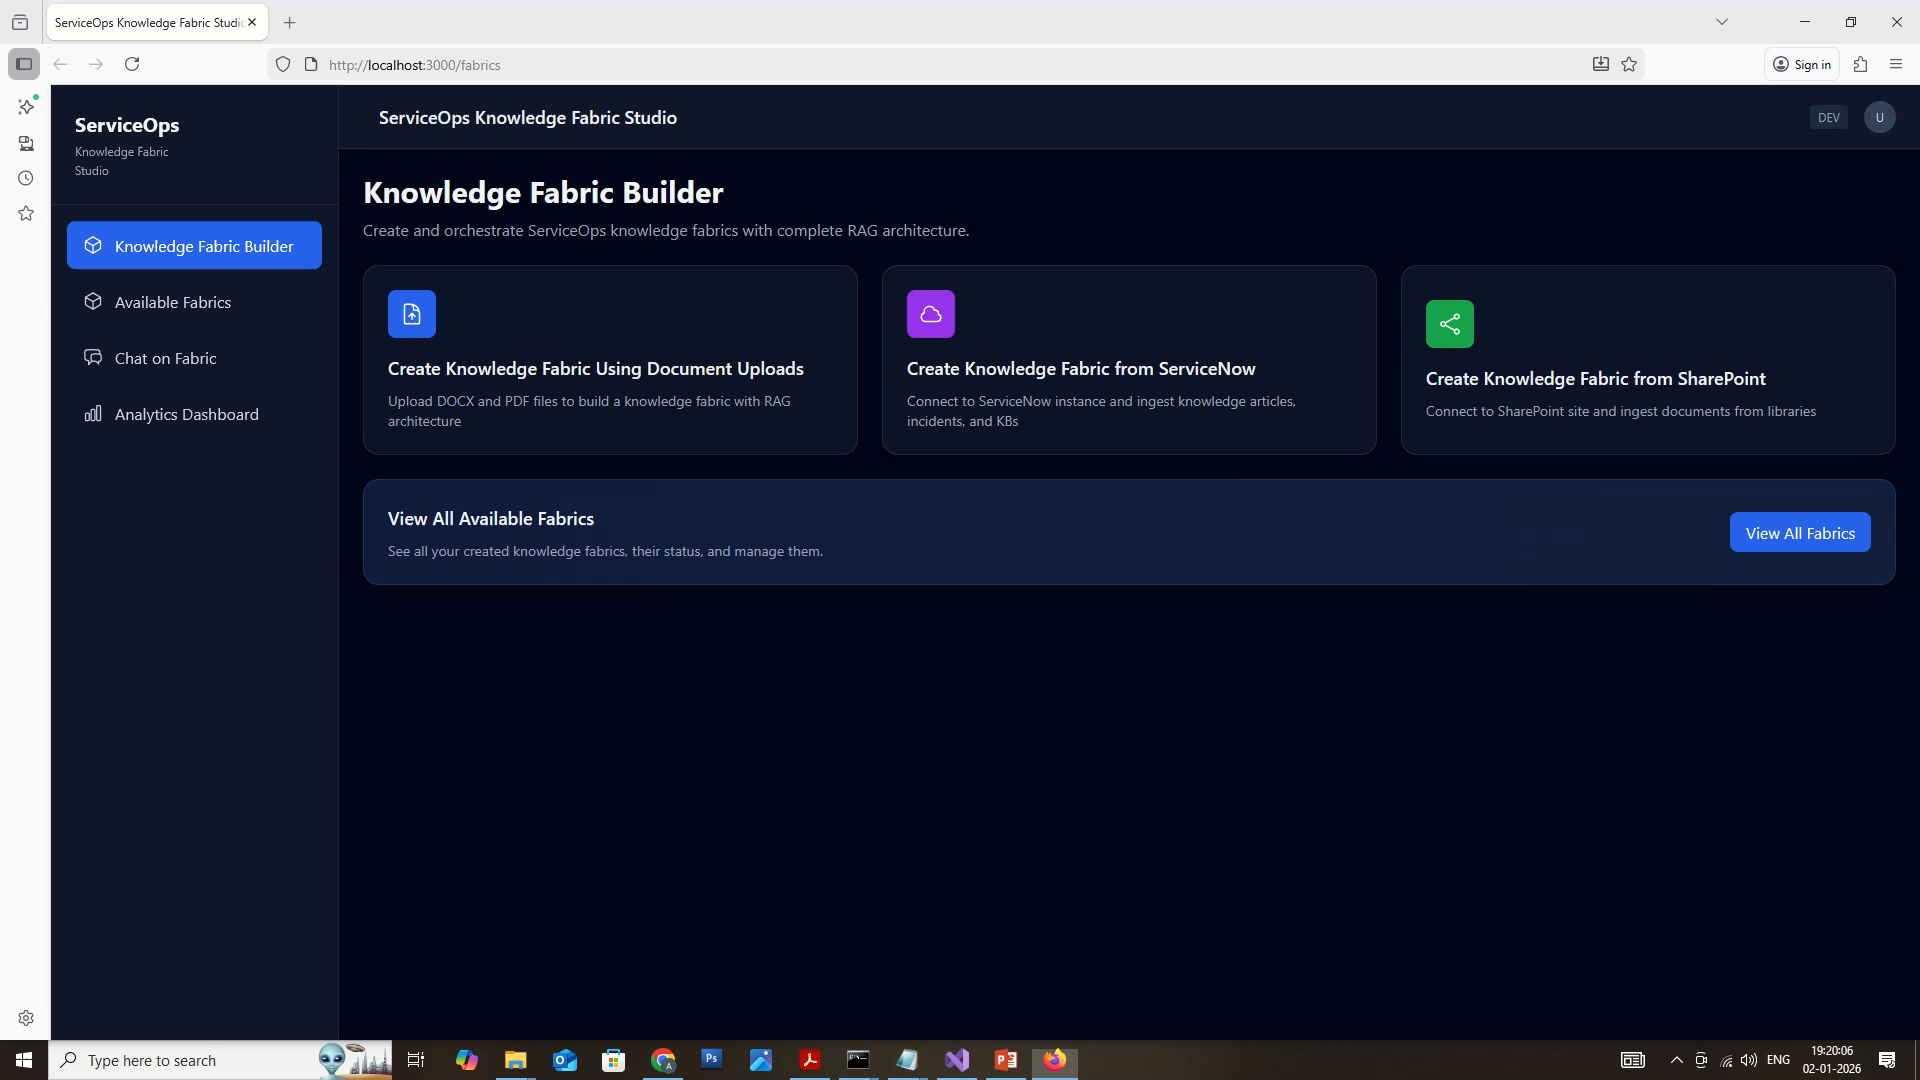 ServiceOps Knowledge Fabric Studio
http://localhost:3000/fabrics
Sign in
ServiceOps
Knowledge Fabric
Studio
Knowledge Fabric Builder
Available Fabrics
Chat on Fabric
Analytics Dashboard
ServiceOps Knowledge Fabric Studio
DEV
U
Knowledge Fabric Builder
Create and orchestrate ServiceOps knowledge fabrics with complete RAG architecture.
Create Knowledge Fabric Using Document Uploads
Upload DOCX and PDF files to build a knowledge fabric with RAG
architecture
Create Knowledge Fabric from ServiceNow
Connect to ServiceNow instance and ingest knowledge articles,
incidents, and KBs
Create Knowledge Fabric from SharePoint
Connect to SharePoint site and ingest documents from libraries
View All Available Fabrics
See all your created knowledge fabrics, their status, and manage them.
View All Fabrics
Type here to search
Ps
ENG
19:20:06
02-01-2026